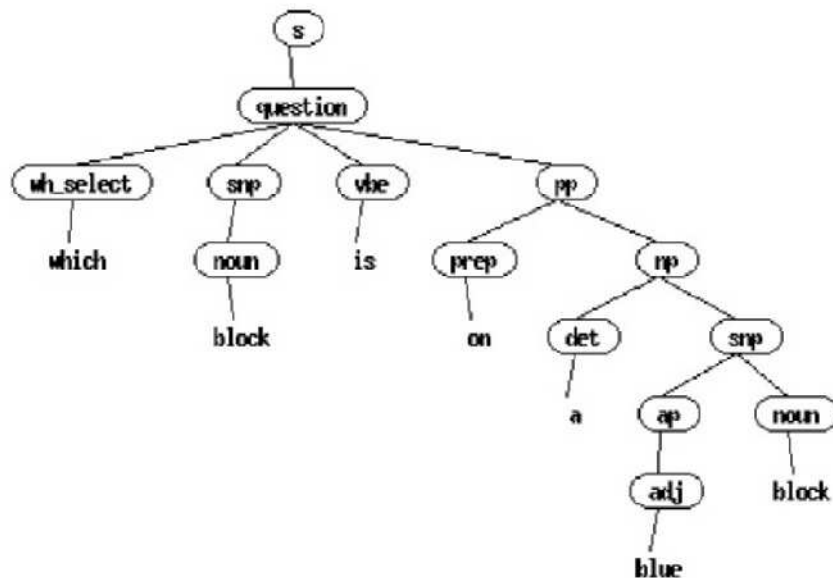 s
question
wh_select snp vbe pp
which noun is prep np
block on det snp
a ap noun
adj block
blue